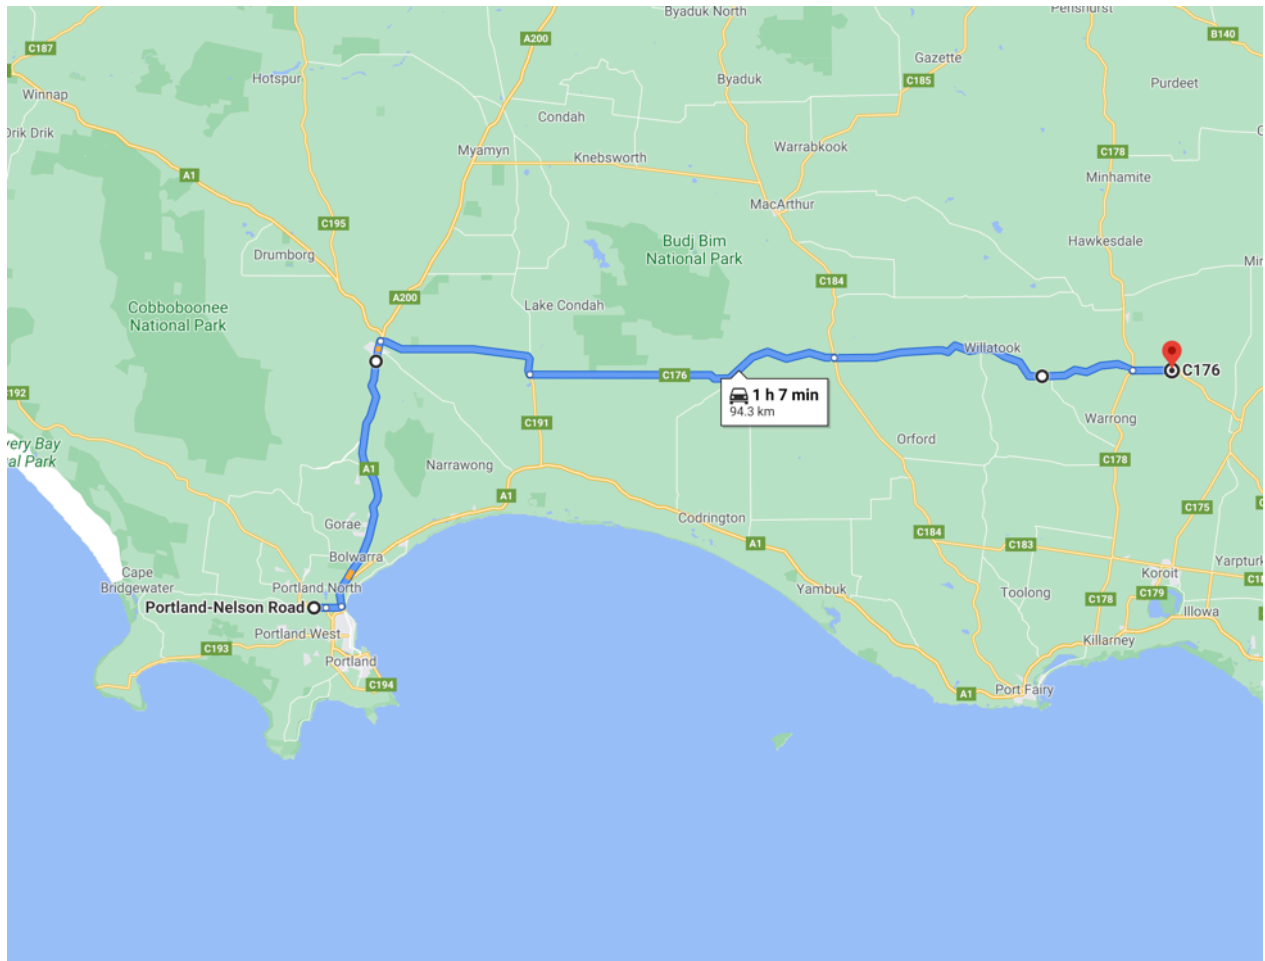 Byaduk North
Penshurst
A200
C187
B140
Gazette
Hotspur
Byaduk
C185
Purdeet
Winnap
Condah
Drik Drik
Myamyn
Knebsworth
Warrabkook
C178
A1
Minhamite
MacArthur
C195
Budj Bim
National Park
Hawkesdale
Drumborg
C184
A200
Lake Condah
Cobboboonee
National Park
Willatook
C176
C176
1 h 7 min
94.3 km
C192
C191
Warrong
Orford
C178
Narrawong
A1
A1
C175
Codrington
Gorae
C184
C183
A1
Bolwarra
Koroit
Cape
Bridgewater
Portland North
Yambuk
Toolong
C179
C178
Portland-Nelson Road
Illowa
Portland West
Killarney
C193
Portland
C194
A1
Port Fairy